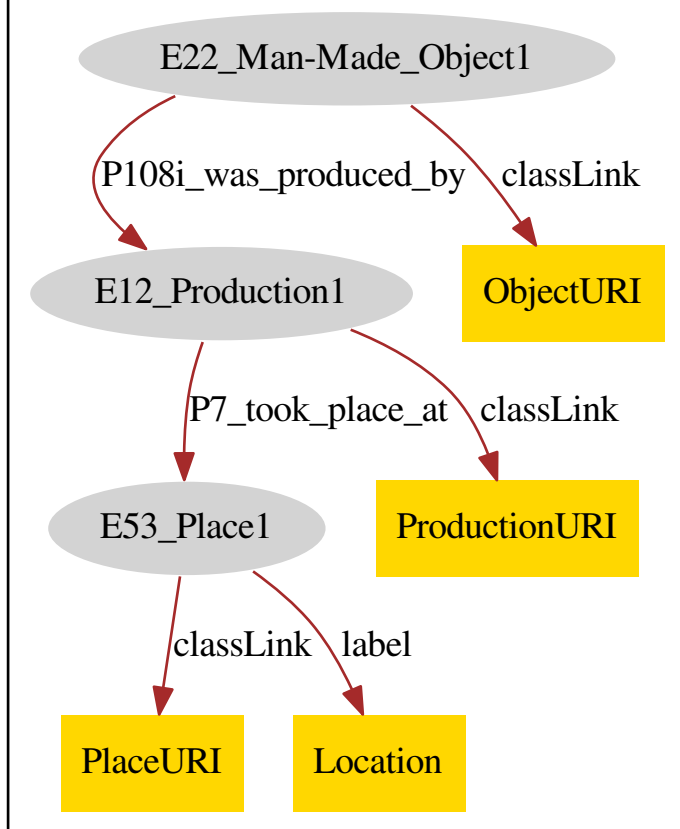 E22_Man-Made_Object1
P108i_was_produced_by
classLink
E12_Production1
ObjectURI
P7_took_place_at
classLink
E53_Place1
ProductionURI
classLink
label
PlaceURI
Location